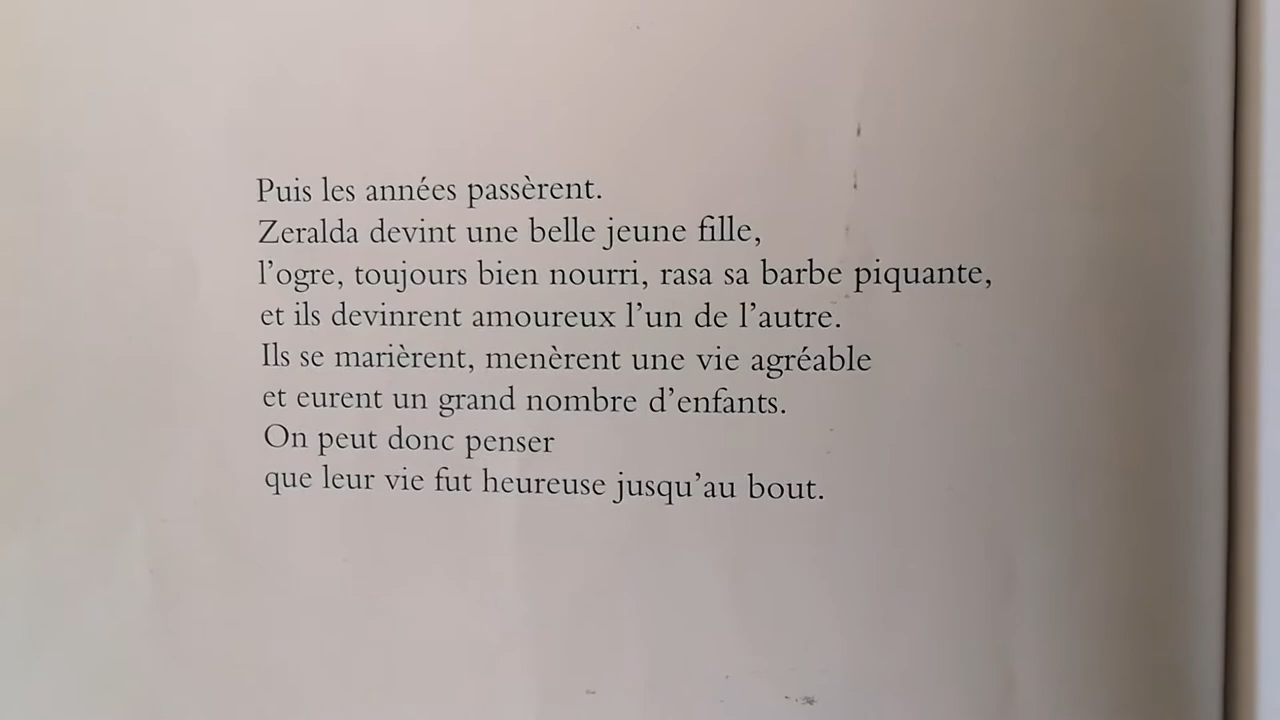 Puis les années passèrent.
Zeralda devint une belle jeune fille,
l'ogre, toujours bien nourri, rasa sa barbe piquante,
et ils devinrent amoureux l'un de l'autre.
Ils se marièrent, menèrent une vie agréable
et eurent un grand nombre d'enfants.
On peut donc penser
que leur vie fut heureuse jusqu'au bout.